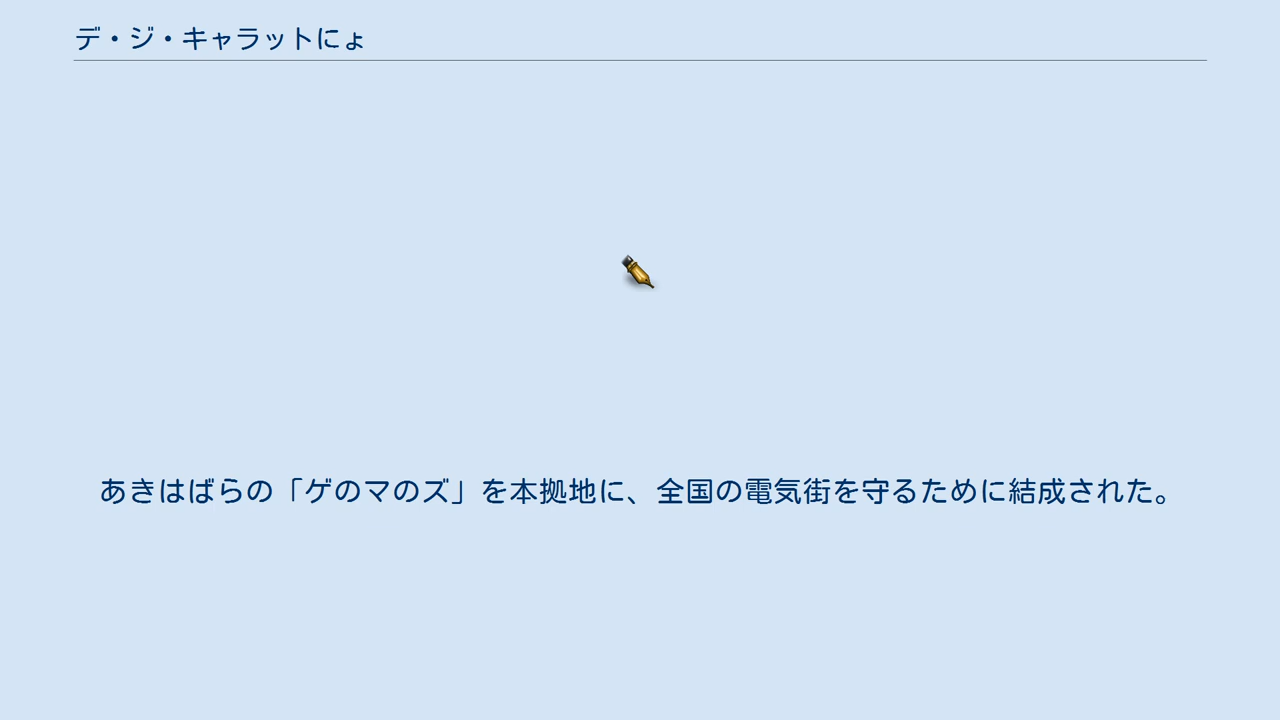 デ・ジ・キャラットにょ
あきはばらの「ゲのマのズ」を本拠地に、全国の電気街を守るために結成された。